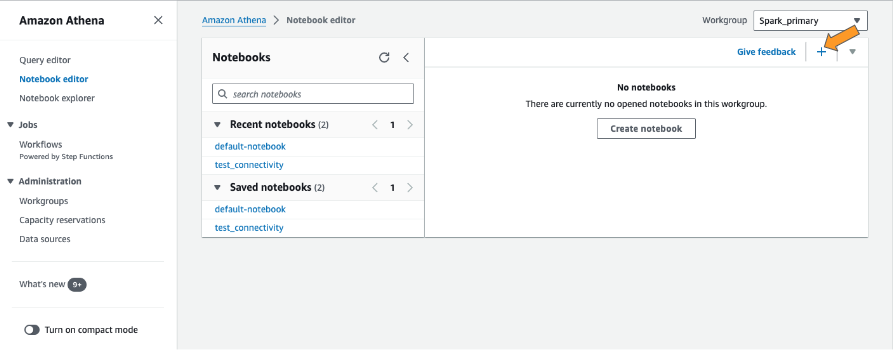 Amazon Athena
Query editor
Notebook editor
Notebook explorer
Jobs
Workflows
Powered by Step Functions
Administration
Workgroups
Capacity reservations
Data sources
What's new 9+
Turn on compact mode
Amazon Athena > Notebook editor
Workgroup Spark_primary
Notebooks
search notebooks
Recent notebooks (2) 1
default-notebook
test_connectivity
Saved notebooks (2) 1
default-notebook
test_connectivity
Give feedback
No notebooks
There are currently no opened notebooks in this workgroup.
Create notebook